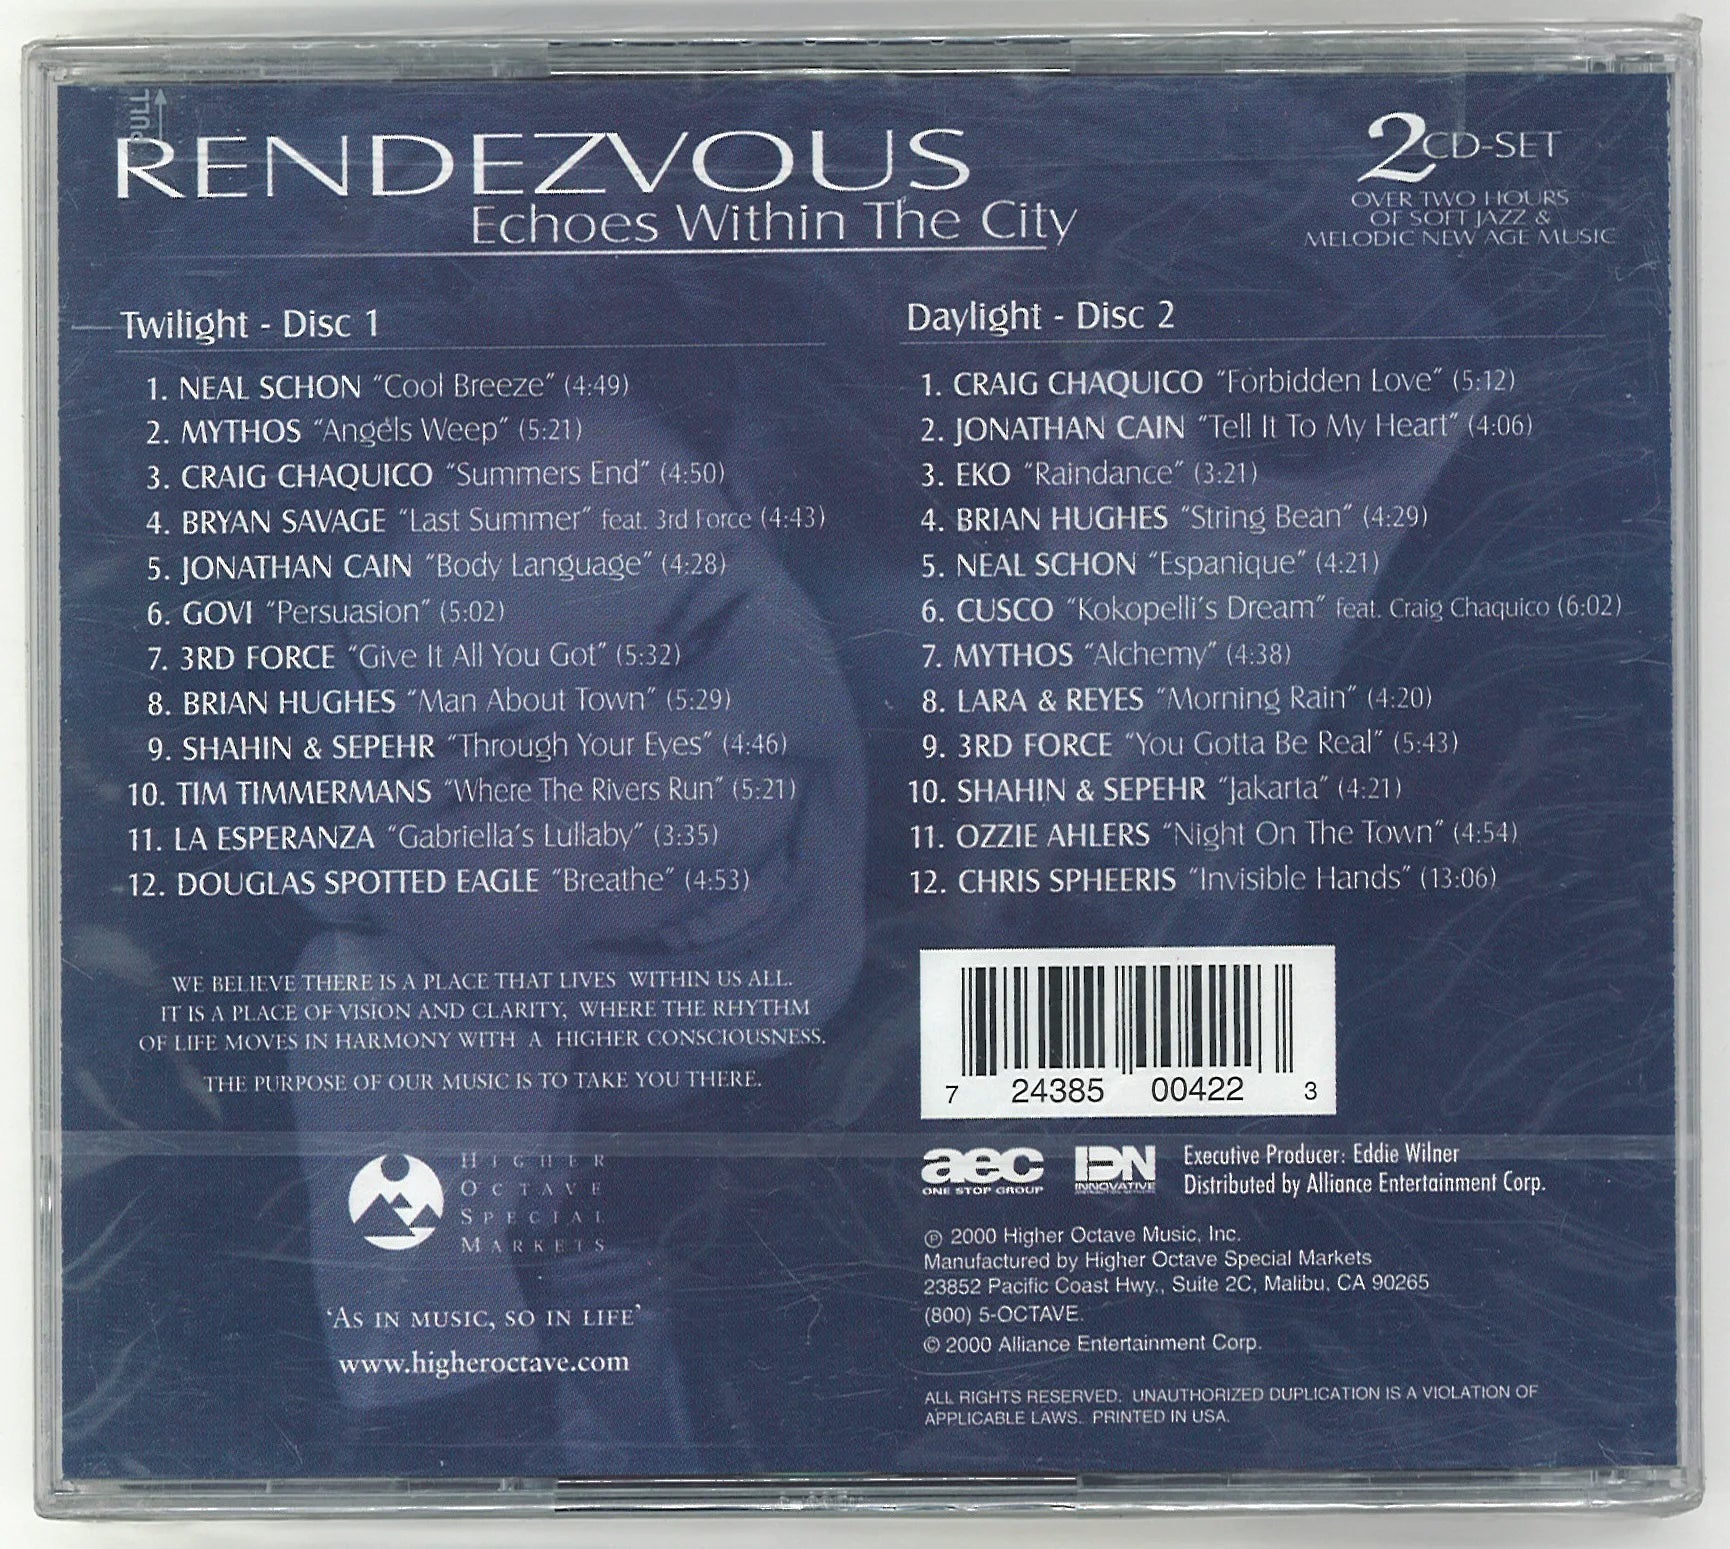 PULL
RENDEZVOUS
Echoes Within The City
2CD-SET
OVER TWO HOURS
OF SOFT JAZZ &
MELODIC NEW AGE MUSIC
Twilight - Disc 1
1. NEAL SCHON "Cool Breeze" (4:49)
2. MYTHOS "Angels Weep" (5:21)
3. CRAIG CHAQUICO "Summers End" (4:50)
4. BRYAN SAVAGE "Last Summer" feat. 3rd Force (4:43)
5. JONATHAN CAIN "Body Language" (4:28)
6. GOVI "Persuasion" (5:02)
7. 3RD FORCE "Give It All You Got" (5:32)
8. BRIAN HUGHES "Man About Town" (5:29)
9. SHAHIN & SEPEHR "Through Your Eyes" (4:46)
10. TIM TIMMERMANS "Where The Rivers Run" (5:21)
11. LA ESPERANZA "Gabriella's Lullaby" (3:35)
12. DOUGLAS SPOTTED EAGLE "Breathe" (4:53)
Daylight - Disc 2
1. CRAIG CHAQUICO "Forbidden Love" (5:12)
2. JONATHAN CAIN "Tell It To My Heart" (4:06)
3. EKO "Raindance" (3:21)
4. BRIAN HUGHES "String Bean" (4:29)
5. NEAL SCHON "Espanique" (4:21)
6. CUSCO "Kokopelli's Dream" feat. Craig Chaquico (6:02)
7. MYTHOS "Alchemy" (4:38)
8. LARA & REYES "Morning Rain" (4:20)
9. 3RD FORCE "You Gotta Be Real" (5:43)
10. SHAHIN & SEPEHR "Jakarta" (4:21)
11. OZZIE AHLERS "Night On The Town" (4:54)
12. CHRIS SPHEERIS "Invisible Hands" (13:06)
WE BELIEVE THERE IS A PLACE THAT LIVES WITHIN US ALL.
IT IS A PLACE OF VISION AND CLARITY, WHERE THE RHYTHM
OF LIFE MOVES IN HARMONY WITH A HIGHER CONSCIOUSNESS.
THE PURPOSE OF OUR MUSIC IS TO TAKE YOU THERE.
HIGHER
OCTAVE
SPECIAL
MARKETS
'AS IN MUSIC, SO IN LIFE'
www.higheroctave.com
7 24385 00422 3
aec
ONE STOP GROUP
IDN
INNOVATIVE
Executive Producer: Eddie Wilner
Distributed by Alliance Entertainment Corp.
℗ 2000 Higher Octave Music, Inc.
Manufactured by Higher Octave Special Markets
23852 Pacific Coast Hwy., Suite 2C, Malibu, CA 90265
(800) 5-OCTAVE.
© 2000 Alliance Entertainment Corp.
ALL RIGHTS RESERVED. UNAUTHORIZED DUPLICATION IS A VIOLATION OF
APPLICABLE LAWS. PRINTED IN USA.